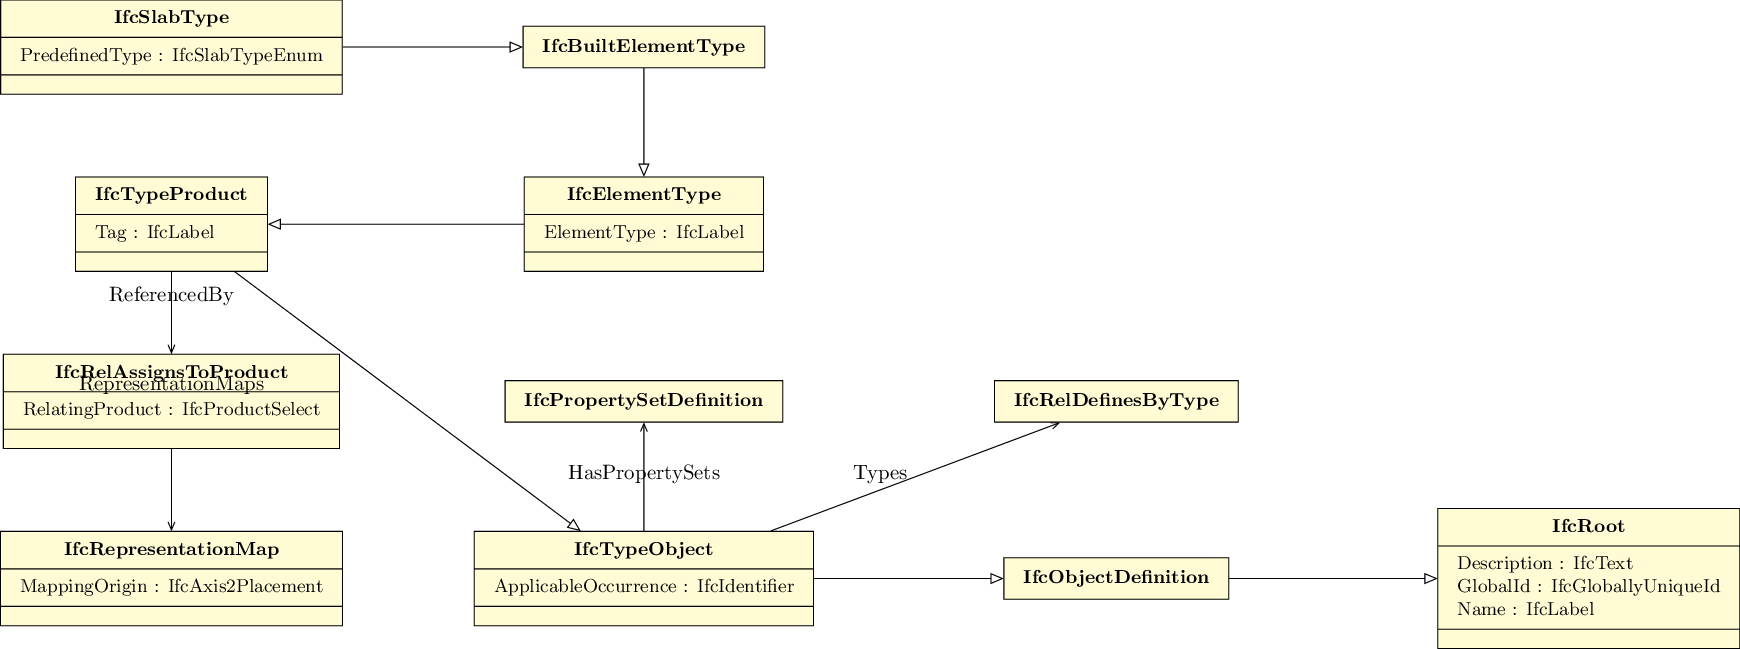 IfcSlabType
PredefinedType : IfcSlabTypeEnum
IfcBuiltElementType
IfcTypeProduct
Tag : IfcLabel
IfcElementType
ElementType : IfcLabel
ReferencedBy
IfcRelAssignsToProduct
RepresentationMaps
RelatingProduct : IfcProductSelect
IfcPropertySetDefinition
IfcRelDefinesByType
HasPropertySets
Types
IfcRepresentationMap
MappingOrigin : IfcAxis2Placement
IfcTypeObject
ApplicableOccurrence : IfcIdentifier
IfcObjectDefinition
IfcRoot
Description : IfcText
GlobalId : IfcGloballyUniqueId
Name : IfcLabel